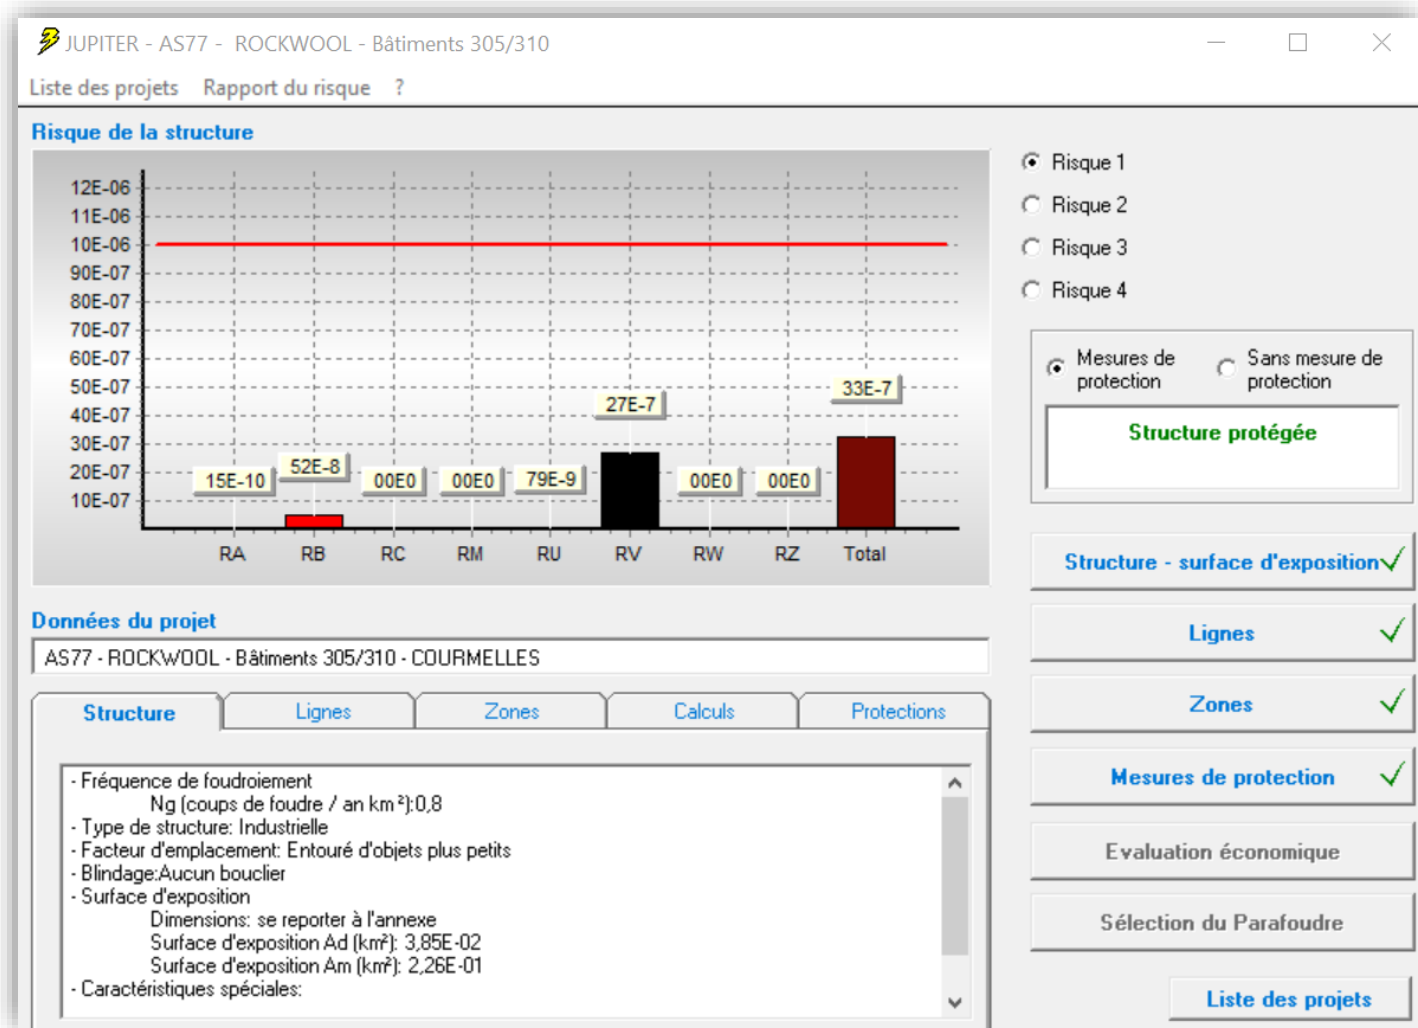 JUPITER - AS77 - ROCKWOOL - Bâtiments 305/310
Liste des projets Rapport du risque ?
Risque de la structure
12E-06
11E-06
10E-06
90E-07
80E-07
70E-07
60E-07
50E-07
40E-07
30E-07
20E-07
10E-07
15E-10
52E-8
00E0
00E0
79E-9
27E-7
00E0
00E0
33E-7
RA RB RC RM RU RV RW RZ Total
Risque 1
Risque 2
Risque 3
Risque 4
Mesures de protection
Sans mesure de protection
Structure protégée
Structure - surface d'exposition
Lignes
Zones
Mesures de protection
Evaluation économique
Sélection du Parafoudre
Liste des projets
Données du projet
AS77 - ROCKWOOL - Bâtiments 305/310 - COURMELLES
Structure Lignes Zones Calculs Protections
- Fréquence de foudroiement
Ng (coups de foudre / an km²):0,8
- Type de structure: Industrielle
- Facteur d'emplacement: Entouré d'objets plus petits
- Blindage:Aucun bouclier
- Surface d'exposition
Dimensions: se reporter à l'annexe
Surface d'exposition Ad (km²): 3,85E-02
Surface d'exposition Am (km²): 2,26E-01
- Caractéristiques spéciales: